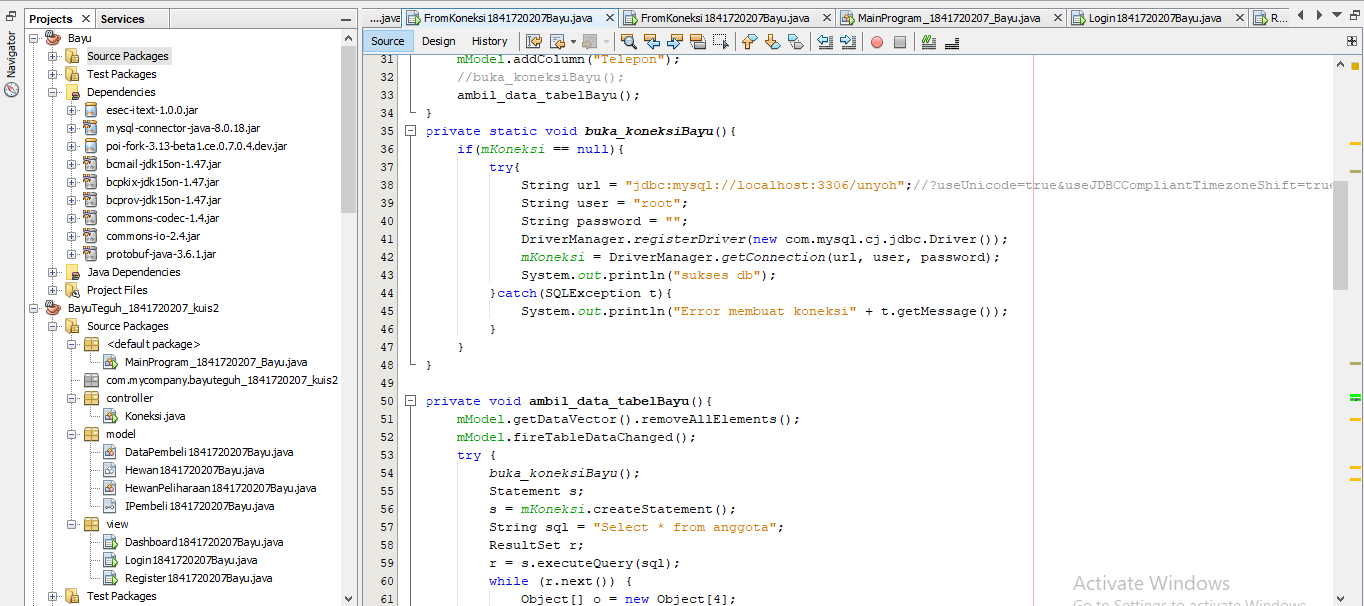 Navigator
Projects
Services
Bayu
Source Packages
Test Packages
Dependencies
esec-itext-1.0.0.jar
mysql-connector-java-8.0.18.jar
poi-fork-3.13-beta1.ce.0.7.0.4.dev.jar
bcmail-jdk15on-1.47.jar
bcpkix-jdk15on-1.47.jar
bcprov-jdk15on-1.47.jar
commons-codec-1.4.jar
commons-io-2.4.jar
protobuf-java-3.6.1.jar
Java Dependencies
Project Files
BayuTeguh_1841720207_kuis2
Source Packages
<default package>
MainProgram_1841720207_Bayu.java
com.mycompany.bayuteguh_1841720207_kuis2
controller
Koneksi.java
model
DataPembeli1841720207Bayu.java
Hewan1841720207Bayu.java
HewanPeliharaan1841720207Bayu.java
IPembeli1841720207Bayu.java
view
Dashboard1841720207Bayu.java
Login1841720207Bayu.java
Register1841720207Bayu.java
Test Packages
....java
FromKoneksi1841720207Bayu.java
FromKoneksi1841720207Bayu.java
MainProgram_1841720207_Bayu.java
Login1841720207Bayu.java
R...
Source
Design
History
31 mModel.addColumn("Telepon");
32 //buka_koneksiBayu();
33 ambil_data_tabelBayu();
34 }
35 private static void buka_koneksiBayu(){
36 if(mKoneksi == null){
37 try{
38 String url = "jdbc:mysql://localhost:3306/unyoh";//?useUnicode=true&useJDBCCompliantTimezoneShift=true
39 String user = "root";
40 String password = "";
41 DriverManager.registerDriver(new com.mysql.cj.jdbc.Driver());
42 mKoneksi = DriverManager.getConnection(url, user, password);
43 System.out.println("sukses db");
44 }catch(SQLException t){
45 System.out.println("Error membuat koneksi" + t.getMessage());
46 }
47 }
48 }
49
50 private void ambil_data_tabelBayu(){
51 mModel.getDataVector().removeAllElements();
52 mModel.fireTableDataChanged();
53 try {
54 buka_koneksiBayu();
55 Statement s;
56 s = mKoneksi.createStatement();
57 String sql = "Select * from anggota";
58 ResultSet r;
59 r = s.executeQuery(sql);
60 while (r.next()) {
61 Object[] o = new Object[4];
Activate Windows
Go to Settings to activate Windows.